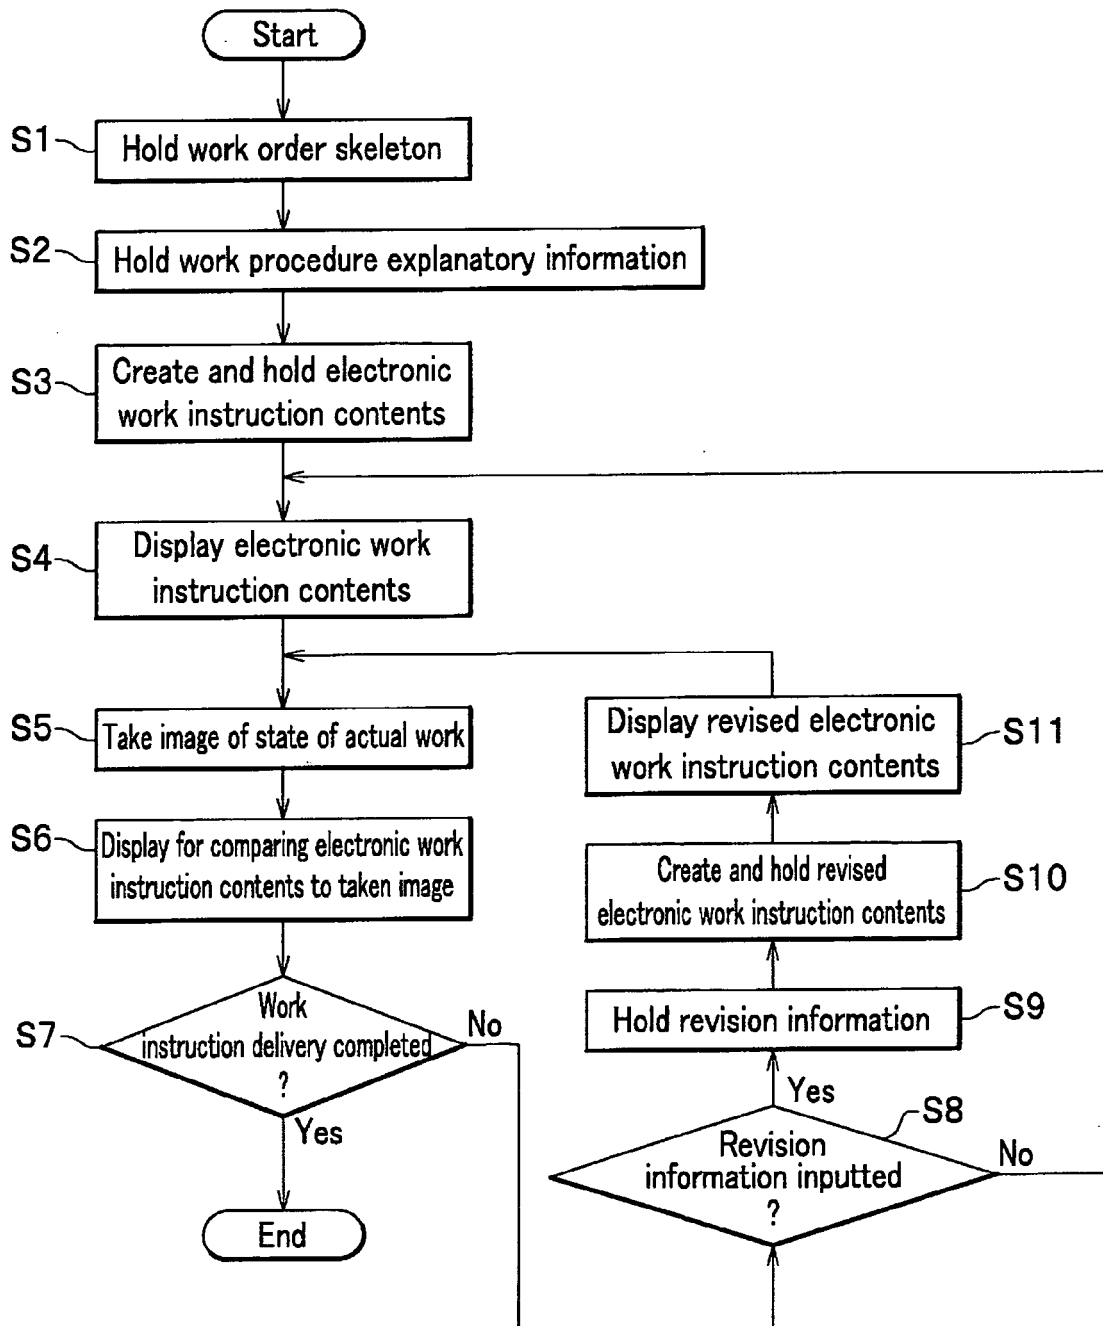 Start
S1
Hold work order skeleton
S2
Hold work procedure explanatory information
S3
Create and hold electronic
work instruction contents
S4
Display electronic work
instruction contents
S5
Take image of state of actual work
S6
Display for comparing electronic work
instruction contents to taken image
S7
Work
instruction delivery completed
?
No
Yes
End
S11
Display revised electronic
work instruction contents
S10
Create and hold revised
electronic work instruction contents
S9
Hold revision information
Yes
S8
Revision
information inputted
?
No